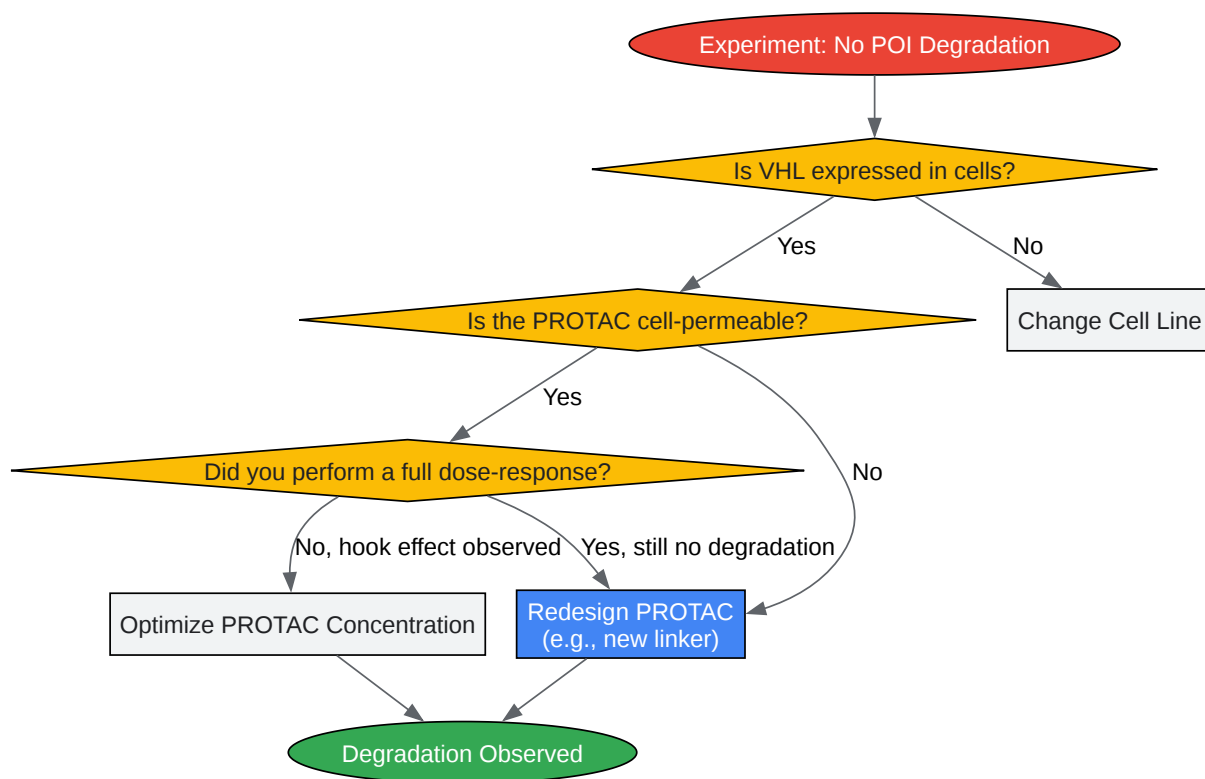 Experiment: No POI Degradation
Is VHL expressed in cells?
Yes
No
Is the PROTAC cell-permeable?
Change Cell Line
Yes
Did you perform a full dose-response?
No
No, hook effect observed
Yes, still no degradation
Optimize PROTAC Concentration
Redesign PROTAC
(e.g., new linker)
Degradation Observed